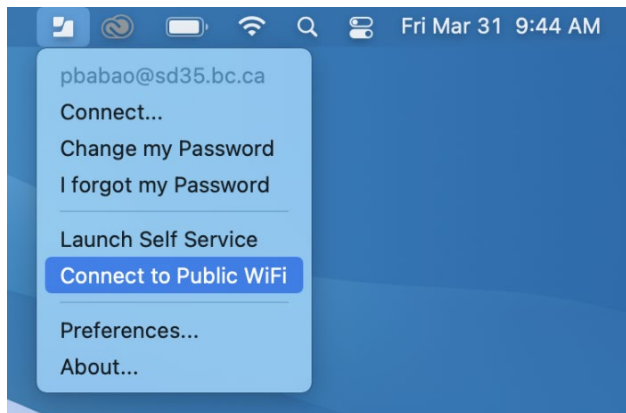 Fri Mar 31 9:44 AM
pbabao@sd35.bc.ca
Connect...
Change my Password
I forgot my Password
Launch Self Service
Connect to Public WiFi
Preferences...
About...